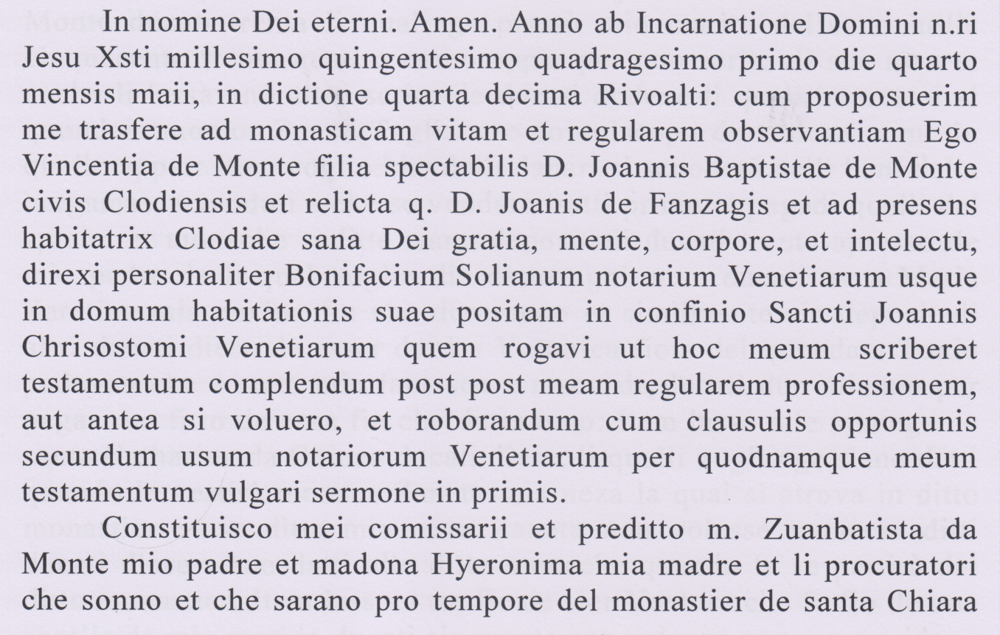 In nomine Dei eterni. Amen. Anno ab Incarnatione Domini n.ri
Jesu Xsti millesimo quingentesimo quadragesimo primo die quarto
mensis maii, in dicione quarta decima Rivoalti: cum proposuerim
me trasfere ad monasticam vitam et regularem observantiam Ego
Vincentia de Monte filia spectabilis D. Joannis Baptistae de Monte
civis Clodiensis et relicta q. D. Joanis de Fanzagis et ad presens
habitatrix Clodiae sana Dei gratia, mente, corpore, et intelectu,
direxi personaliter Bonifacium Solianum notarium Venetiarum usque
in domum habitationis suae positam in confinio Sancti Joannis
Chrisostomi Venetiarum quem rogavi ut hoc meum scriberet
testamentum complendum post post meam regularem professionem,
aut antea si voluero, et roborandum cum clausulis opportunis
secundum usum notariorum Venetiarum per quodnamque meum
testamentum vulgari sermone in primis.
Constituisco mei comissarii et preditto m. Zuanbatista da
Monte mio padre et madona Hyeronima mia madre et li procuratori
che sonno et che sarano pro tempore del monastier de santa Chiara